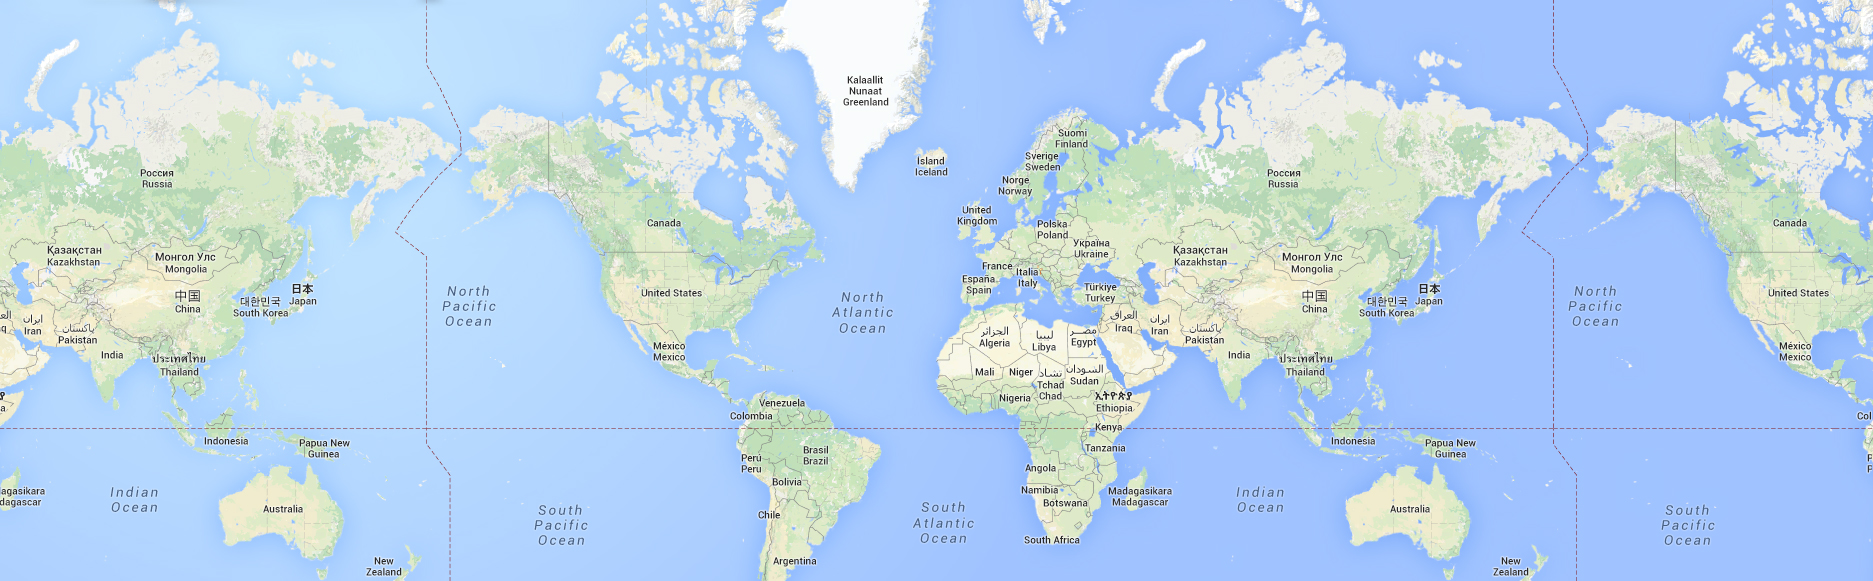 Kalaallit
Nunaat
Greenland
Suomi
Finland
Island
Iceland
Sverige
Sweden
Norge
Norway
Россия
Russia
Россия
Russia
Canada
United
Kingdom
Polska
Poland
Україна
Ukraine
Canada
Қазақстан
Kazakhstan
Монгол Улс
Mongolia
Қазақстан
Kazakhstan
Монгол Улс
Mongolia
France
Italia
Italy
España
Spain
Türkiye
Turkey
中国
China
대한민국
South Korea
日本
Japan
North
Pacific
Ocean
United States
North
Atlantic
Ocean
中国
China
대한민국
South Korea
日本
Japan
North
Pacific
Ocean
United States
q
ایران
Iran
پاکستان
Pakistan
India
ประเทศไทย
Thailand
México
Mexico
الجزائر
Algeria
ليبيا
Libya
مصر
Egypt
العراق
Iraq
ایران
Iran
پاکستان
Pakistan
India
ประเทศไทย
Thailand
México
Mexico
Mali
Niger
تشاد
Tchad
Chad
السودان
Sudan
Nigeria
ኢትዮጵያ
Ethiopia
a
Venezuela
Colombia
Col
Kenya
Tanzania
Indonesia
Papua New
Guinea
Perú
Peru
Brasil
Brazil
Bolivia
Angola
Namibia
Botswana
Madagasikara
Madagascar
Indonesia
Papua New
Guinea
P
P
agasikara
dagascar
Indian
Ocean
Australia
South
Pacific
Ocean
Chile
South
Atlantic
Ocean
South Africa
Indian
Ocean
Australia
South
Pacific
Ocean
New
Zealand
Argentina
New
Zealand